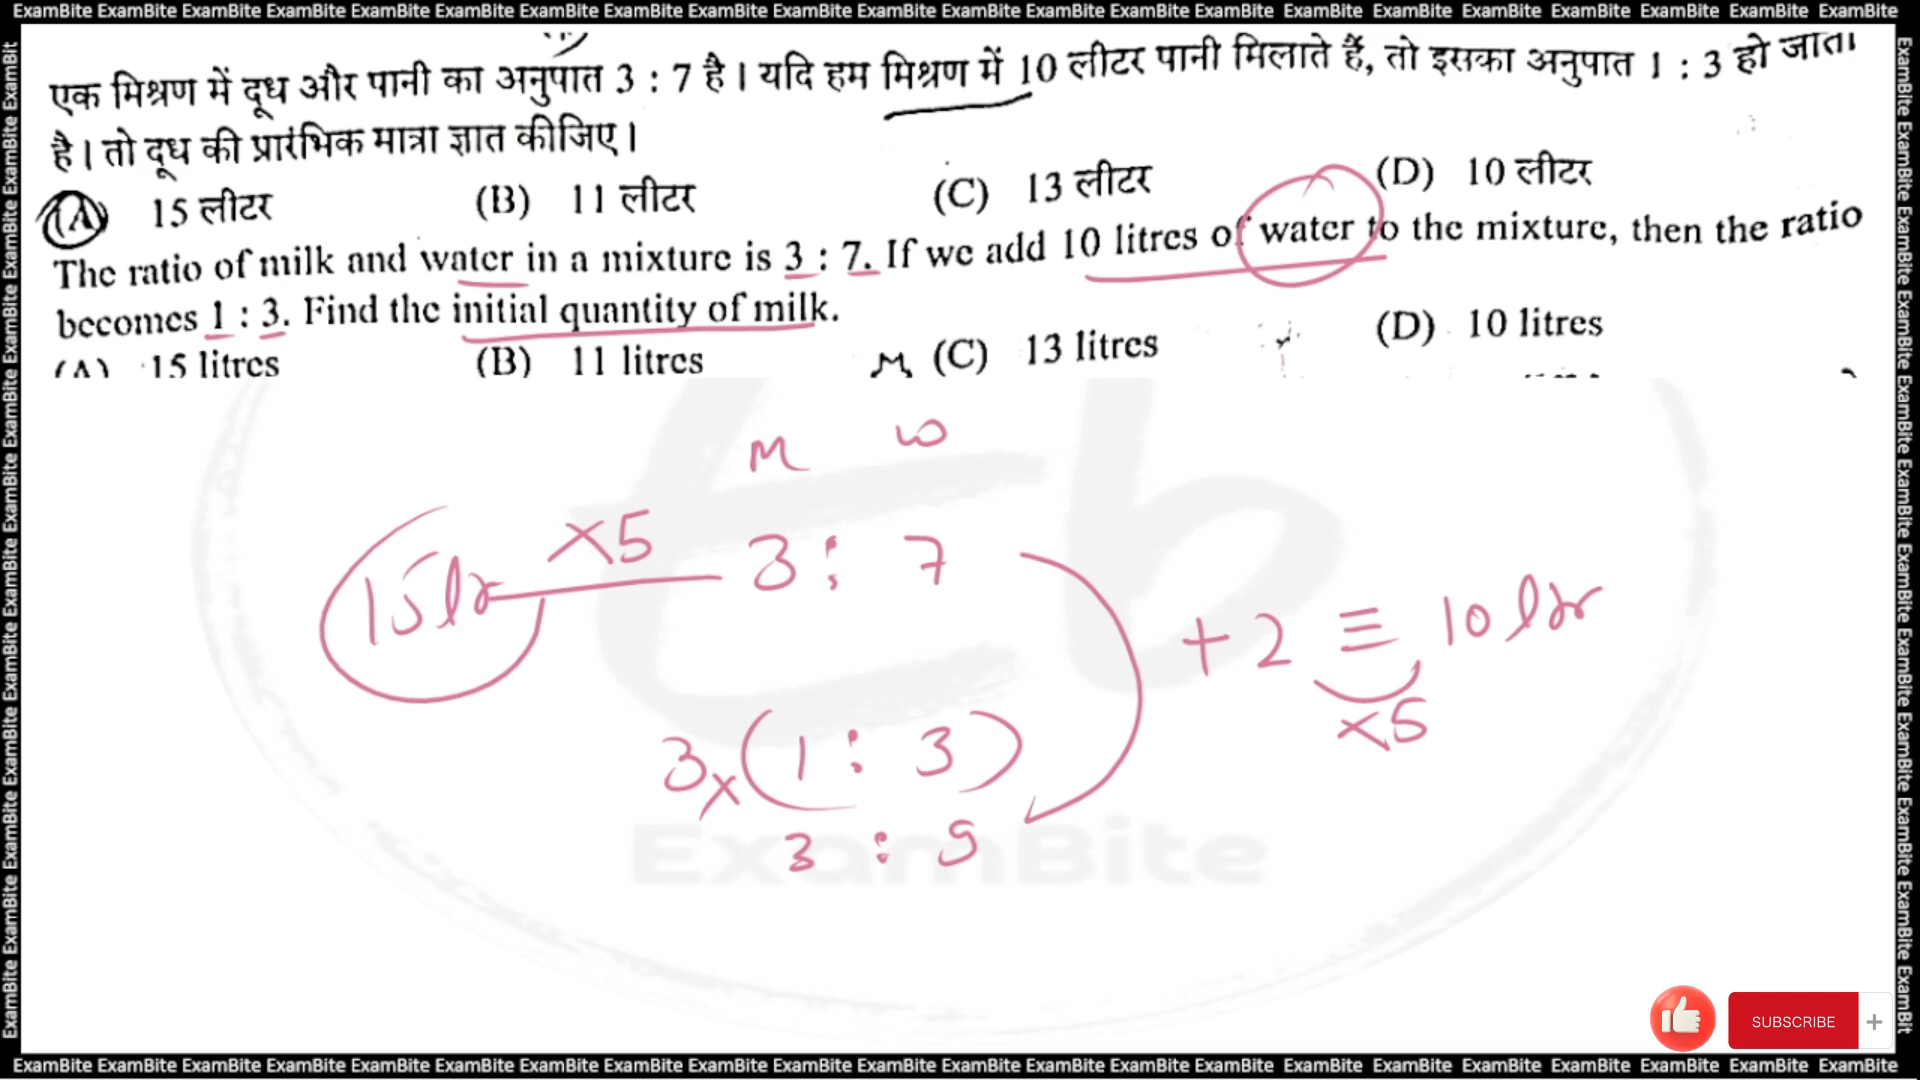 ExamBite ExamBite ExamBite ExamBite ExamBite ExamBite ExamBite ExamBite ExamBite ExamBite ExamBite ExamBite ExamBite ExamBite ExamBite ExamBite ExamBite ExamBite ExamBite ExamBite ExamBite ExamBite
एक मिश्रण में दूध और पानी का अनुपात 3 : 7 है। यदि हम मिश्रण में 10 लीटर पानी मिलाते हैं, तो इसका अनुपात 1 : 3 हो जाता
है। तो दूध की प्रारंभिक मात्रा ज्ञात कीजिए।
(A) 15 लीटर (B) 11 लीटर (C) 13 लीटर (D) 10 लीटर
The ratio of milk and water in a mixture is 3 : 7. If we add 10 litres of water to the mixture, then the ratio
becomes 1 : 3. Find the initial quantity of milk.
(A) 15 litres (B) 11 litres M (C) 13 litres (D) 10 litres
M W
15 ltr ×5 3 : 7
+2 ≡ 10 ltr
×5
3×(1 : 3)
3 : 9
ExamBite
SUBSCRIBE +
ExamBite ExamBite ExamBite ExamBite ExamBite ExamBite ExamBite ExamBite ExamBite ExamBite ExamBite ExamBite ExamBite ExamBite ExamBite ExamBite ExamBite ExamBite ExamBite ExamBite ExamBite ExamBite